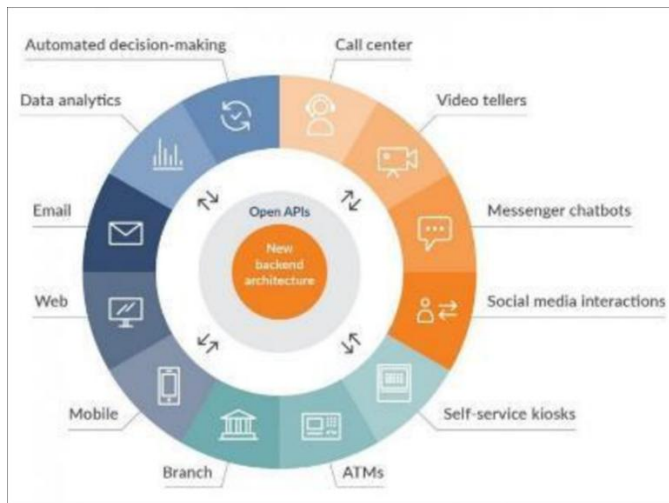 Automated decision-making
Call center
Data analytics
Video tellers
Email
Open APIs
Messenger chatbots
New
backend
architecture
Web
Social media interactions
Mobile
Self-service kiosks
Branch
ATMs